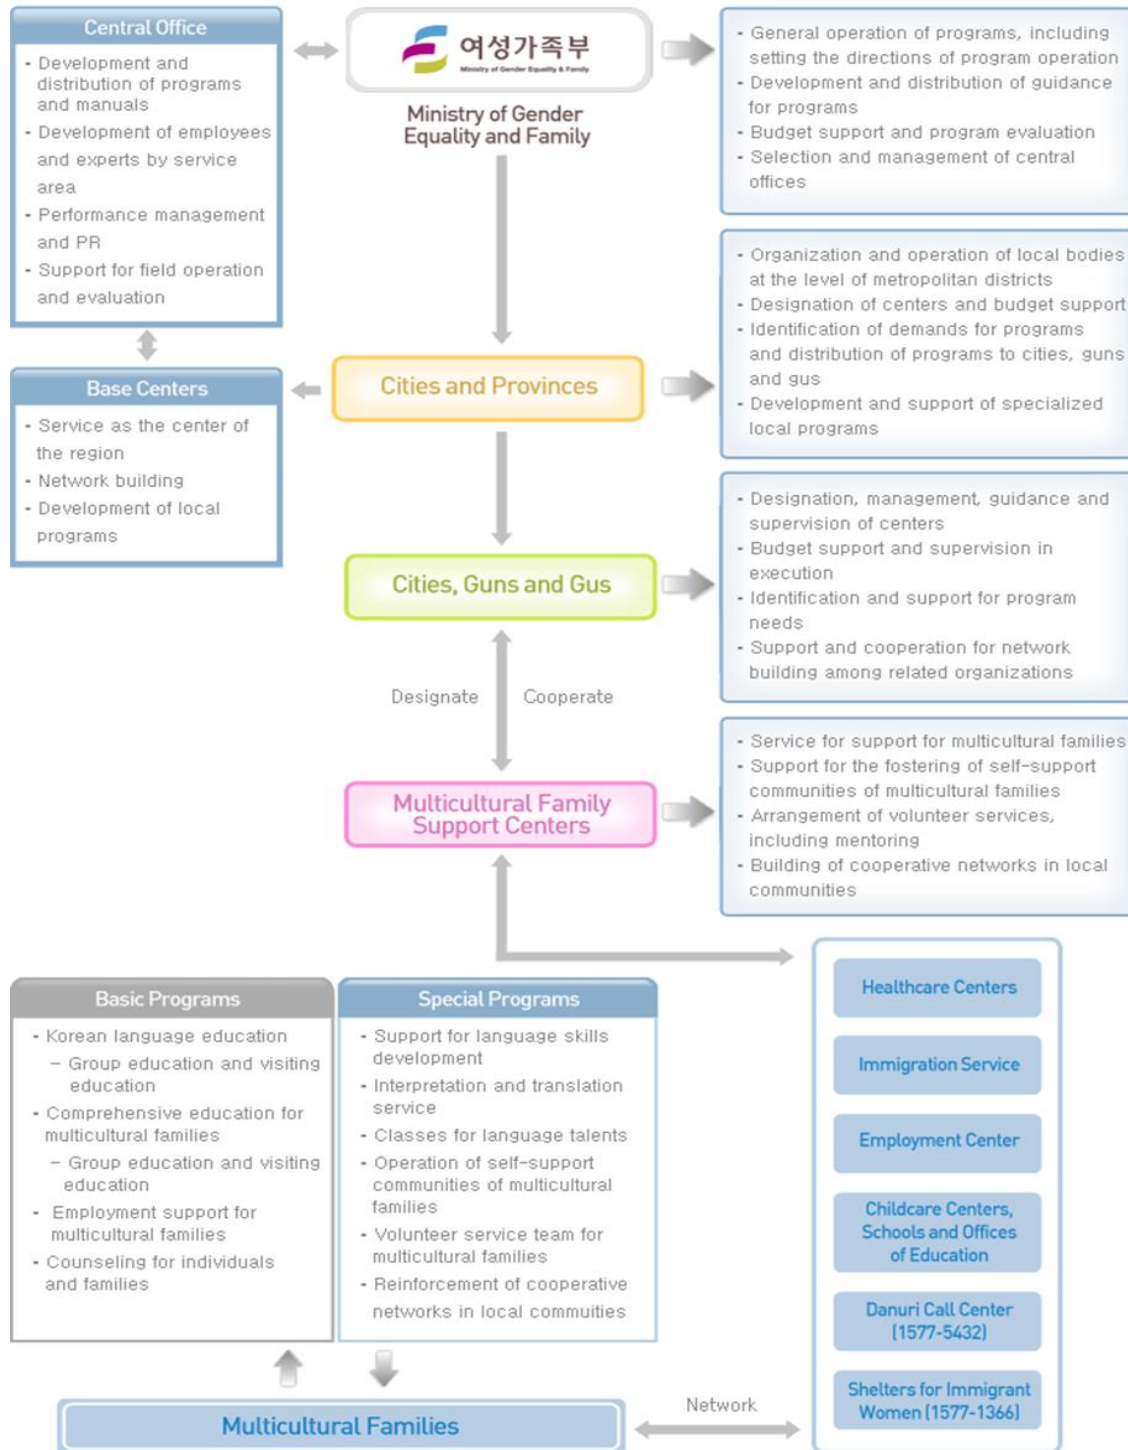 Central Office
- Development and
distribution of programs
and manuals
- Development of employees
and experts by service
area
- Performance management
and PR
- Support for field operation
and evaluation
여성가족부
Ministry of Gender Equality & Family
Ministry of Gender
Equality and Family
- General operation of programs, including
setting the directions of program operation
- Development and distribution of guidance
for programs
- Budget support and program evaluation
- Selection and management of central
offices
Base Centers
- Service as the center of
the region
- Network building
- Development of local
programs
Cities and Provinces
- Organization and operation of local bodies
at the level of metropolitan districts
- Designation of centers and budget support
- Identification of demands for programs
and distribution of programs to cities, guns
and gus
- Development and support of specialized
local programs
Cities, Guns and Gus
- Designation, management, guidance and
supervision of centers
- Budget support and supervision in
execution
- Identification and support for program
needs
- Support and cooperation for network
building among related organizations
Designate
Cooperate
Multicultural Family
Support Centers
- Service for support for multicultural families
- Support for the fostering of self-support
communities of multicultural families
- Arrangement of volunteer services,
including mentoring
- Building of cooperative networks in local
communities
Basic Programs
- Korean language education
- Group education and visiting
education
- Comprehensive education for
multicultural families
- Group education and visiting
education
- Employment support for
multicultural families
- Counseling for individuals
and families
Special Programs
- Support for language skills
development
- Interpretation and translation
service
- Classes for language talents
- Operation of self-support
communities of multicultural
families
- Volunteer service team for
multicultural families
- Reinforcement of cooperative
networks in local commuities
Healthcare Centers
Immigration Service
Employment Center
Childcare Centers,
Schools and Offices
of Education
Danuri Call Center
(1577-5432)
Shelters for Immigrant
Women (1577-1366)
Multicultural Families
Network